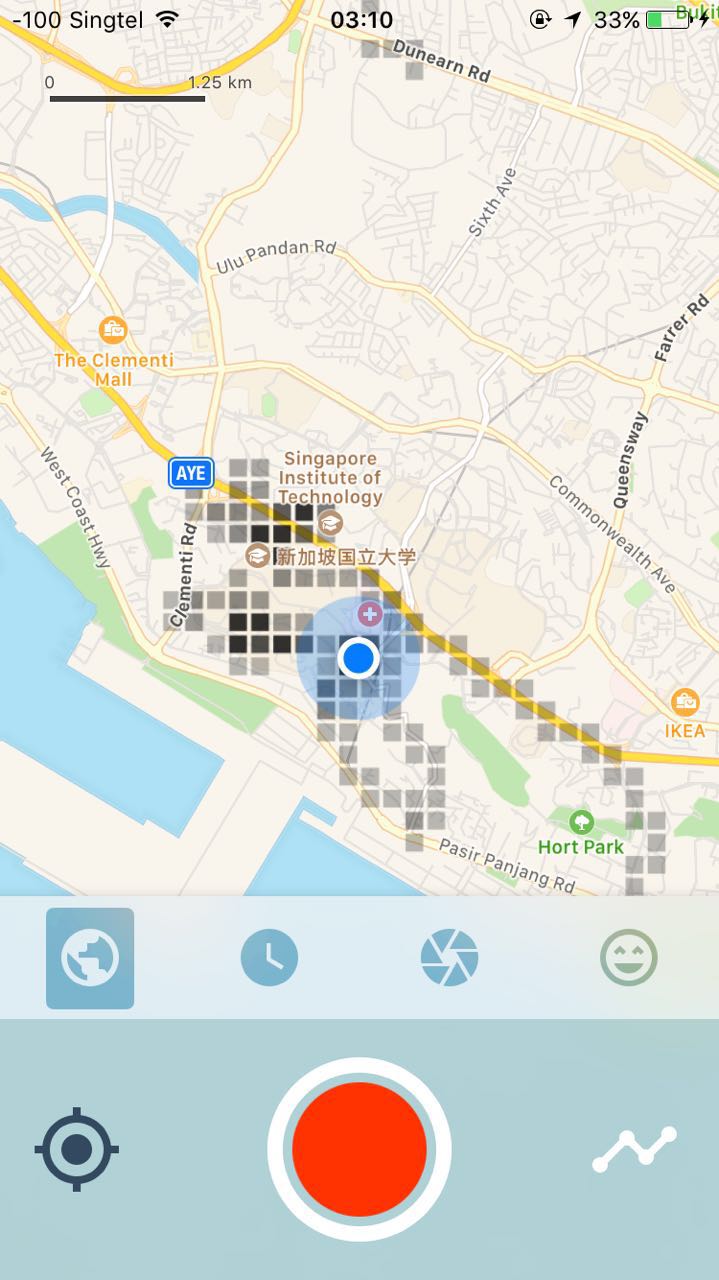 -100 Singtel 03:10 33%
Bukit
0 1.25 km
Dunearn Rd
Sixth Ave
Ulu Pandan Rd
Farrer Rd
The Clementi
Mall
Queensway
West Coast Hwy
Singapore
Institute of
Technology
AYE
Commonwealth Ave
Clementi Rd
新加坡国立大学
IKEA
Hort Park
Pasir Panjang Rd